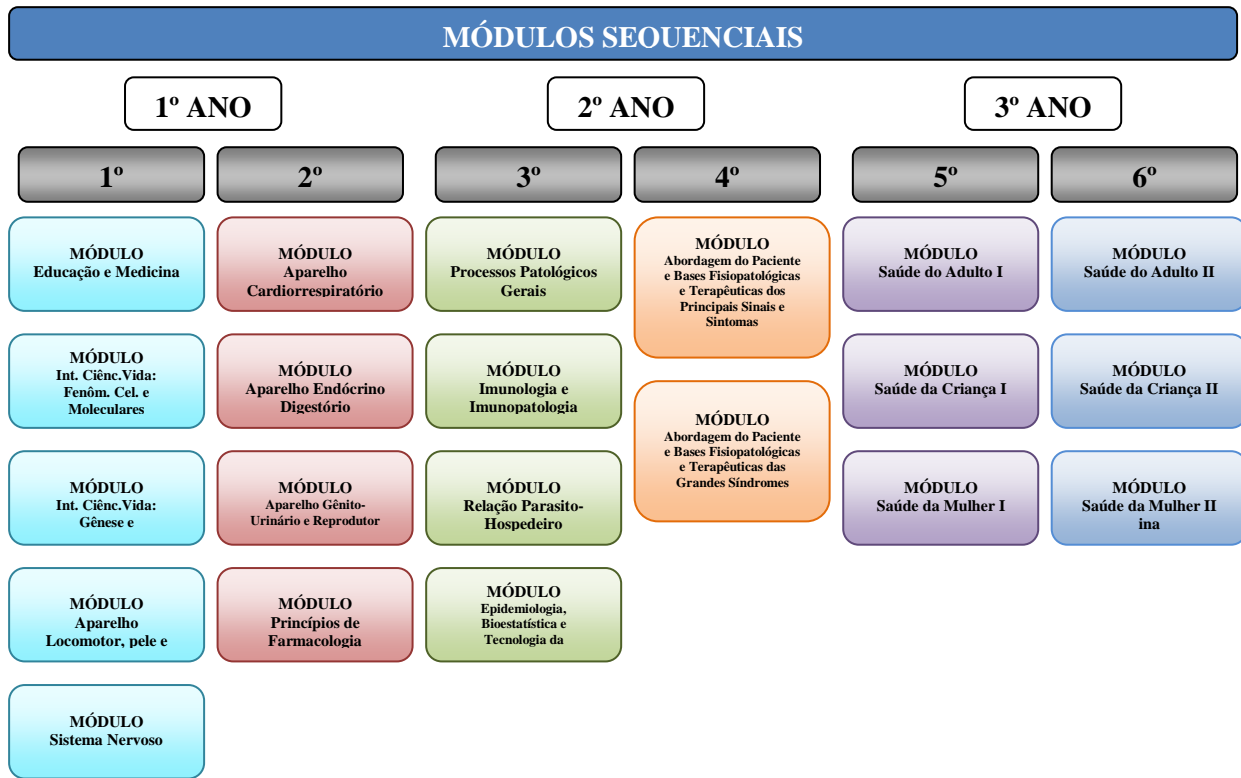 MÓDULOS SEQUENCIAIS
1º ANO
2º ANO
3º ANO
1º
2º
3º
4º
5º
6º
MÓDULO
Educação e Medicina
MÓDULO
Int. Ciênc.Vida:
Fenôm. Cel. e
Moleculares
MÓDULO
Int. Ciênc.Vida:
Gênese e
MÓDULO
Aparelho
Locomotor, pele e
MÓDULO
Sistema Nervoso
MÓDULO
Aparelho
Cardiorrespiratório
MÓDULO
Aparelho Endócrino
Digestório
MÓDULO
Aparelho Gênito-
Urinário e Reprodutor
MÓDULO
Princípios de
Farmacologia
MÓDULO
Processos Patológicos
Gerais
MÓDULO
Imunologia e
Imunopatologia
MÓDULO
Relação Parasito-
Hospedeiro
MÓDULO
Epidemiologia,
Bioestatística e
Tecnologia da
MÓDULO
Abordagem do Paciente
e Bases Fisiopatológicas
e Terapêuticas dos
Principais Sinais e
Sintomas
MÓDULO
Abordagem do Paciente
e Bases Fisiopatológicas
e Terapêuticas das
Grandes Síndromes
MÓDULO
Saúde do Adulto I
MÓDULO
Saúde da Criança I
MÓDULO
Saúde da Mulher I
MÓDULO
Saúde do Adulto II
MÓDULO
Saúde da Criança II
MÓDULO
Saúde da Mulher II
ina